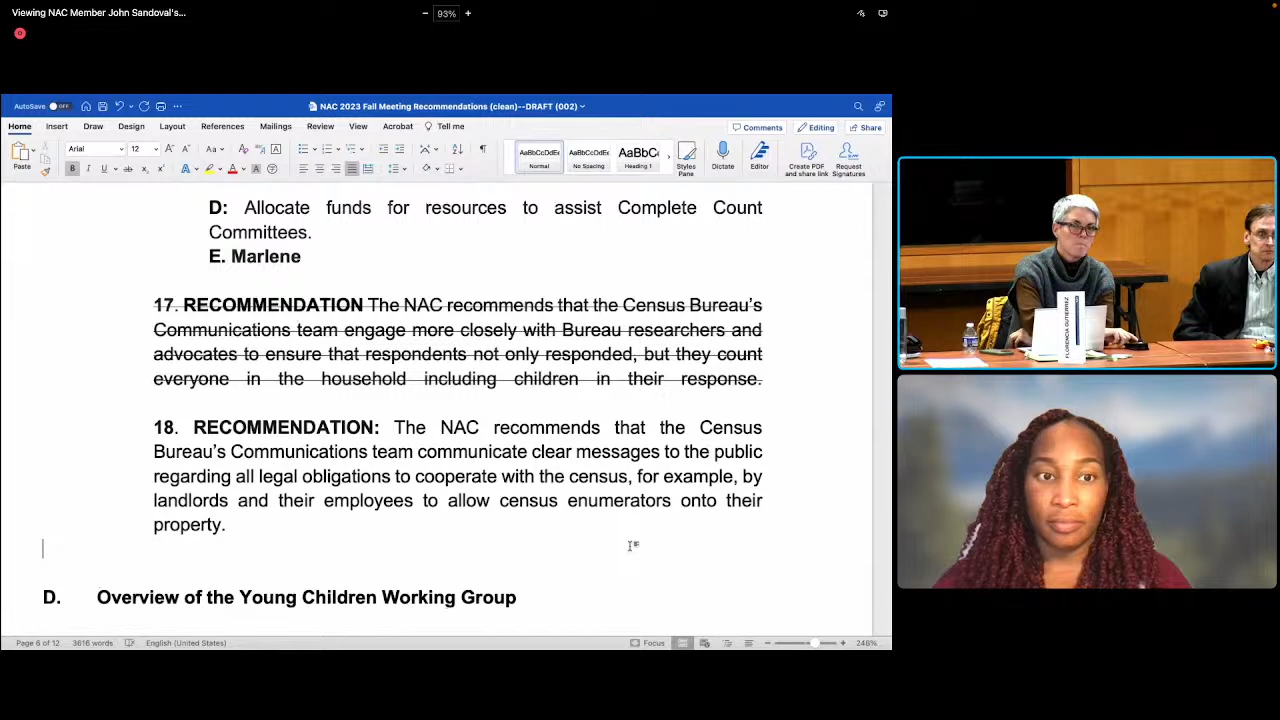 Viewing NAC Member John Sandoval's...
93%
AutoSave OFF
NAC 2023 Fall Meeting Recommendations (clean)--DRAFT (002)
Home Insert Draw Design Layout References Mailings Review View Acrobat Tell me Comments Editing Share
Paste Arial 12 AaBbCcDdEe Normal AaBbCcDdEe No Spacing AaBbCc Heading 1 Styles Pane Dictate Editor Create PDF and share link Request Signatures
D: Allocate funds for resources to assist Complete Count
Committees.
E. Marlene
17. RECOMMENDATION The NAC recommends that the Census Bureau's
Communications team engage more closely with Bureau researchers and
advocates to ensure that respondents not only responded, but they count
everyone in the household including children in their response.
18. RECOMMENDATION: The NAC recommends that the Census
Bureau's Communications team communicate clear messages to the public
regarding all legal obligations to cooperate with the census, for example, by
landlords and their employees to allow census enumerators onto their
property.
D. Overview of the Young Children Working Group
Page 6 of 12 3616 words English (United States) Focus 246%
FLORENCIA GUTIERREZ